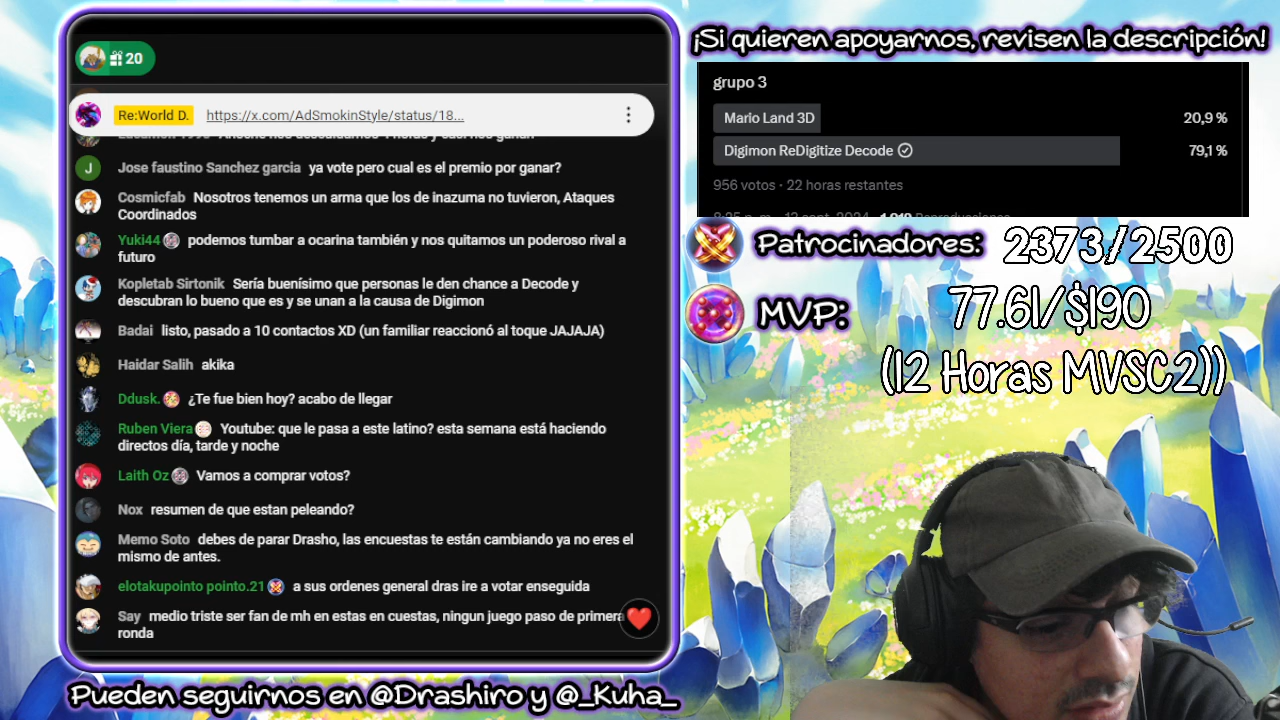 20
Re:World D. https://x.com/AdSmokinStyle/status/18...
Jose faustino Sanchez garcia ya vote pero cual es el premio por ganar?
Cosmicfab Nosotros tenemos un arma que los de inazuma no tuvieron, Ataques
Coordinados
Yuki44 podemos tumbar a ocarina también y nos quitamos un poderoso rival a
futuro
Kopletab Sirtonik Sería buenísimo que personas le den chance a Decode y
descubran lo bueno que es y se unan a la causa de Digimon
Badai listo, pasado a 10 contactos XD (un familiar reaccionó al toque JAJAJA)
Haidar Salih akika
Ddusk. ¿Te fue bien hoy? acabo de llegar
Ruben Viera Youtube: que le pasa a este latino? esta semana está haciendo
directos día, tarde y noche
Laith Oz Vamos a comprar votos?
Nox resumen de que estan peleando?
Memo Soto debes de parar Drasho, las encuestas te están cambiando ya no eres el
mismo de antes.
elotakupointo pointo.21 a sus ordenes general dras ire a votar enseguida
Say medio triste ser fan de mh en estas en cuestas, ningun juego paso de primera
ronda
Pueden seguirnos en @Drashiro y @_Kuha_
¡Si quieren apoyarnos, revisen la descripción!
grupo 3
Mario Land 3D 20,9 %
Digimon ReDigitize Decode 79,1 %
956 votos · 22 horas restantes
Patrocinadores: 2373/2500
MVP: 77.61/$190
(12 Horas MVSC2))